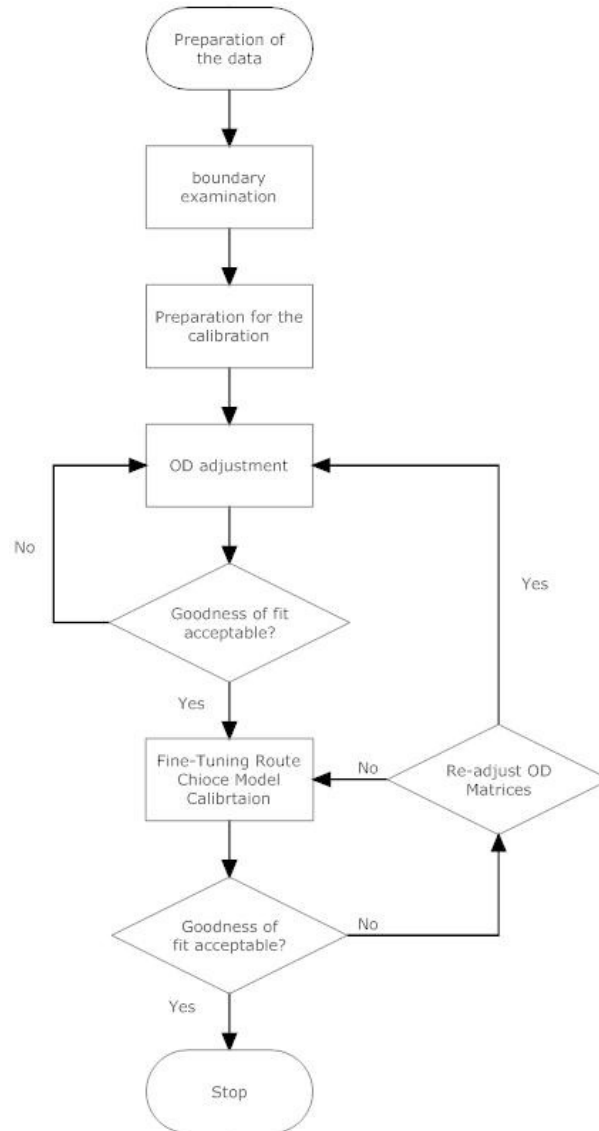 Preparation of
the data
boundary
examination
Preparation for the
calibration
OD adjustment
No
Yes
Goodness of fit
acceptable?
Yes
Fine-Tuning Route
Chioce Model
Calibrtaion
No
Re-adjust OD
Matrices
Goodness of
fit acceptable?
No
Yes
Stop